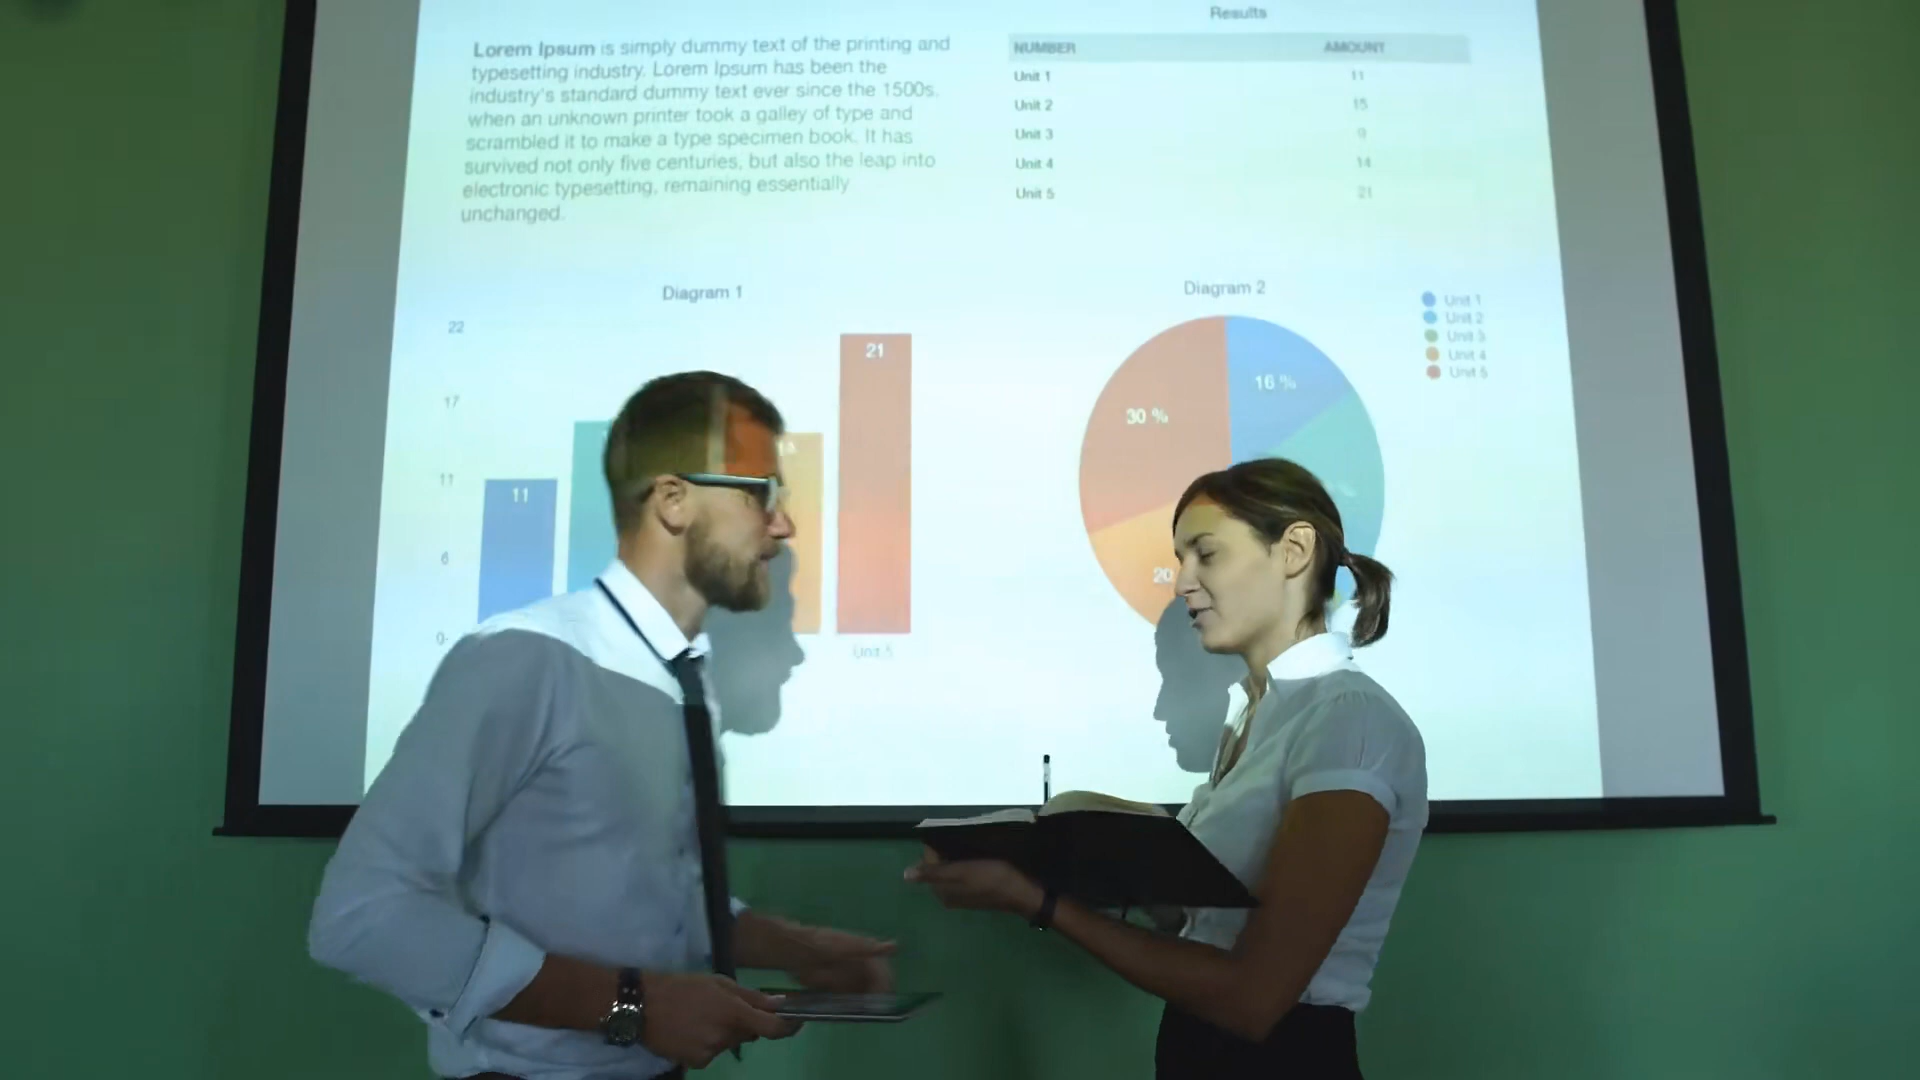 Lorem Ipsum is simply dummy text of the printing and
typesetting industry. Lorem Ipsum has been the
industry's standard dummy text ever since the 1500s,
when an unknown printer took a galley of type and
scrambled it to make a type specimen book. It has
survived not only five centuries, but also the leap into
electronic typesetting, remaining essentially
unchanged.
Results
NUMBER AMOUNT
Unit 1 11
Unit 2 15
Unit 3 9
Unit 4 14
Unit 5 21
Diagram 1
22
17
11
6
0
11
14
21
Unit 5
Diagram 2
16 %
30 %
20
Unit 1
Unit 2
Unit 3
Unit 4
Unit 5